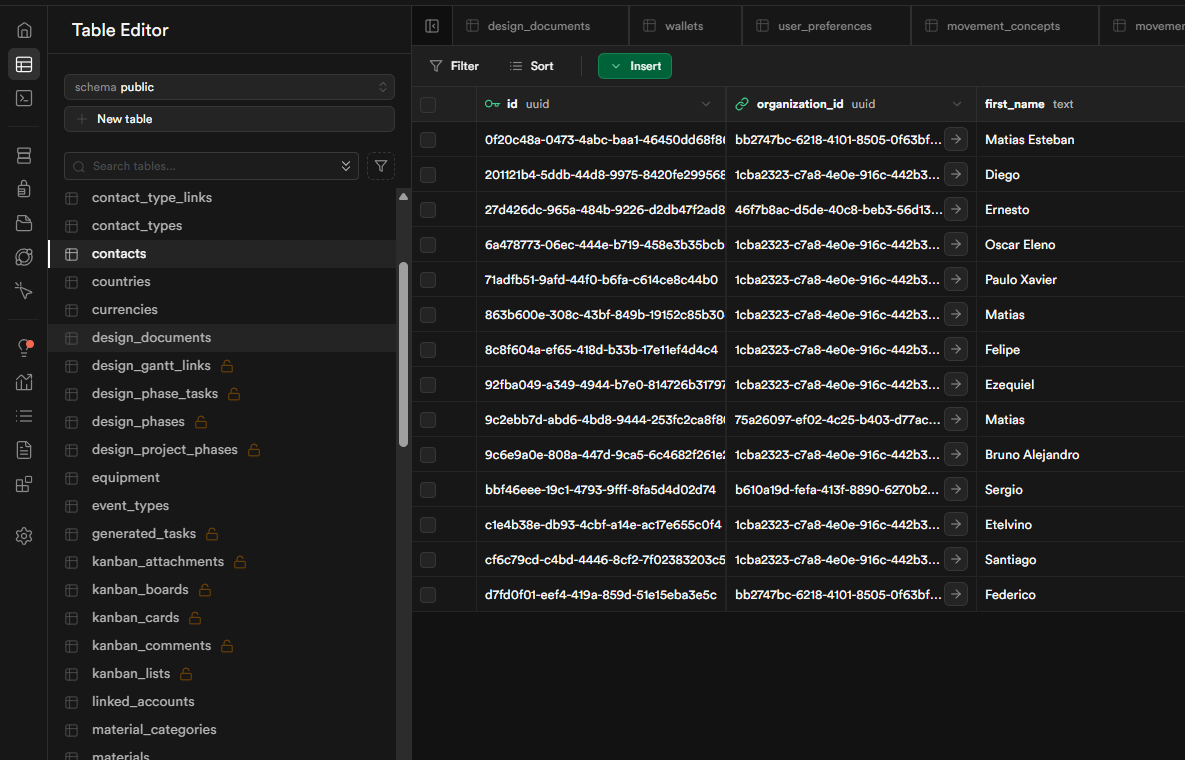 Table Editor
schema public
New table
Search tables...
contact_type_links
contact_types
contacts
countries
currencies
design_documents
design_gantt_links
design_phase_tasks
design_phases
design_project_phases
equipment
event_types
generated_tasks
kanban_attachments
kanban_boards
kanban_cards
kanban_comments
kanban_lists
linked_accounts
material_categories
materials
design_documents wallets user_preferences movement_concepts movemen
Filter Sort Insert
id uuid organization_id uuid first_name text
0f20c48a-0473-4abc-baa1-46450dd68f8 bb2747bc-6218-4101-8505-0f63bf... Matias Esteban
201121b4-5ddb-44d8-9975-8420fe299568 1cba2323-c7a8-4e0e-916c-442b3... Diego
27d426dc-965a-484b-9226-d2db47f2ad8 46f7b8ac-d5de-40c8-beb3-56d13... Ernesto
6a478773-06ec-444e-b719-458e3b35bcb 1cba2323-c7a8-4e0e-916c-442b3... Oscar Eleno
71adfb51-9afd-44f0-b6fa-c614ce8c44b0 1cba2323-c7a8-4e0e-916c-442b3... Paulo Xavier
863b600e-308c-43bf-849b-19152c85b30 1cba2323-c7a8-4e0e-916c-442b3... Matias
8c8f604a-ef65-418d-b33b-17e11ef4d4c4 1cba2323-c7a8-4e0e-916c-442b3... Felipe
92fba049-a349-4944-b7e0-814726b31797 1cba2323-c7a8-4e0e-916c-442b3... Ezequiel
9c2ebb7d-abd6-4bd8-9444-253fc2ca8f8 75a26097-ef02-4c25-b403-d77ac... Matias
9c6e9a0e-808a-447d-9ca5-6c4682f261e2 1cba2323-c7a8-4e0e-916c-442b3... Bruno Alejandro
bbf46eee-19c1-4793-9fff-8fa5d4d02d74 b610a19d-fefa-413f-8890-6270b2... Sergio
c1e4b38e-db93-4cbf-a14e-ac17e655c0f4 1cba2323-c7a8-4e0e-916c-442b3... Etelvino
cf6c79cd-c4bd-4446-8cf2-7f02383203c5 1cba2323-c7a8-4e0e-916c-442b3... Santiago
d7fd0f01-eef4-419a-859d-51e15eba3e5c bb2747bc-6218-4101-8505-0f63bf... Federico